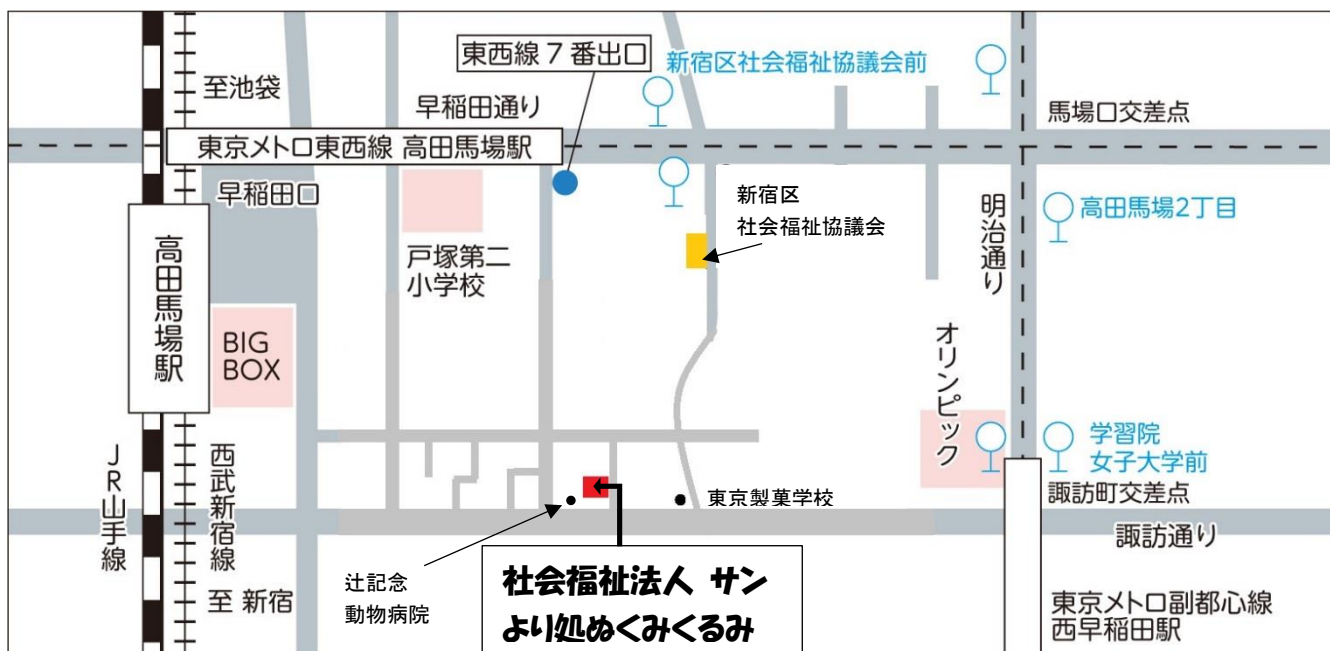 東西線 7 番出口
新宿区社会福祉協議会前
至池袋
早稲田通り
馬場口交差点
東京メトロ東西線 高田馬場駅
早稲田口
新宿区
社会福祉協議会
明治通り
高田馬場2丁目
高田馬場駅
戸塚第二
小学校
BIG
BOX
オリンピック
学習院
女子大学前
JR山手線
西武新宿線
東京製菓学校
諏訪町交差点
諏訪通り
至 新宿
辻記念
動物病院
社会福祉法人 サン
より処ぬくみくるみ
東京メトロ副都心線
西早稲田駅